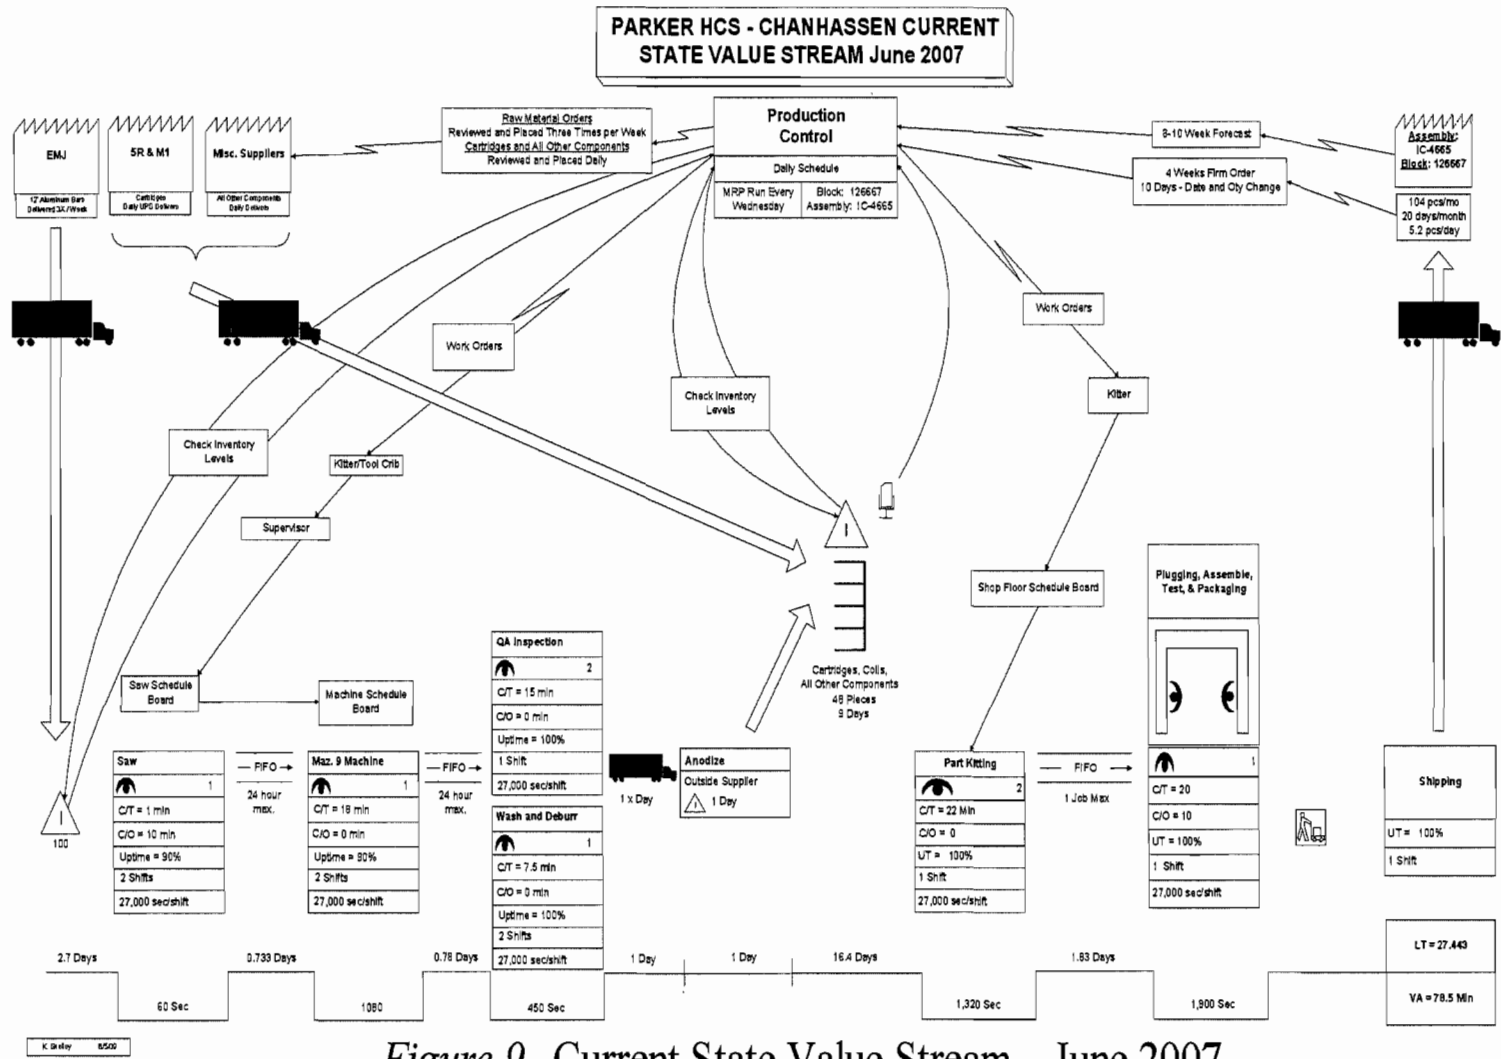 PARKER HCS - CHANHASSEN CURRENT
STATE VALUE STREAM June 2007
EMJ
12' Aluminum Bars
Delivered 3X / Week
5R & M1
Cartridges
Daily UPS Delivers
Misc. Suppliers
All Other Components
Daily Delivers
Raw Material Orders
Reviewed and Placed Three Times per Week
Cartridges and All Other Components
Reviewed and Placed Daily
Production
Control
Daily Schedule
MRP Run Every
Wednesday
Block: 126667
Assembly: IC-4665
8-10 Week Forecast
4 Weeks Firm Order
10 Days - Date and Qty Change
Assembly:
IC-4665
Block: 126667
104 pcs/mo
20 days/month
5.2 pcs/day
Work Orders
Work Orders
Check Inventory
Levels
Check Inventory
Levels
Kitter
Kitter/Tool Crib
Supervisor
Shop Floor Schedule Board
Saw Schedule
Board
Machine Schedule
Board
I
Cartridges, Coils,
All Other Components
48 Pieces
9 Days
Plugging, Assemble,
Test, & Packaging
I
100
Saw
1
C/T = 1 min
C/O = 10 min
Uptime = 90%
2 Shifts
27,000 sec/shift
FIFO
24 hour
max.
Maz. 9 Machine
1
C/T = 18 min
C/O = 0 min
Uptime = 90%
2 Shifts
27,000 sec/shift
FIFO
24 hour
max.
QA Inspection
2
C/T = 15 min
C/O = 0 min
Uptime = 100%
1 Shift
27,000 sec/shift
Wash and Deburr
1
C/T = 7.5 min
C/O = 0 min
Uptime = 100%
2 Shifts
27,000 sec/shift
1 x Day
Anodize
Outside Supplier
I 1 Day
Part Kitting
2
C/T = 22 Min
C/O = 0
UT = 100%
1 Shift
27,000 sec/shift
FIFO
1 Job Max
1
C/T = 20
C/O = 10
UT = 100%
1 Shift
27,000 sec/shift
Shipping
UT = 100%
1 Shift
2.7 Days
0.733 Days
0.78 Days
1 Day
1 Day
16.4 Days
1.83 Days
60 Sec
1080
450 Sec
1,320 Sec
1,800 Sec
LT = 27.443
VA = 78.5 Min
Figure 9. Current State Value Stream – June 2007